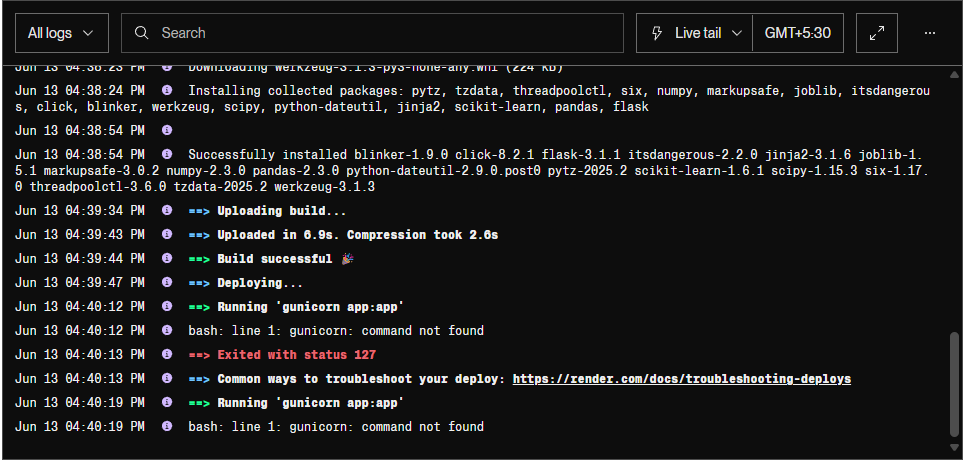 All logs
Search
Live tail
GMT+5:30
Jun 13 04:38:23 PM Downloading werkzeug-3.1.3-py3-none-any.whl (224 kB)
Jun 13 04:38:24 PM Installing collected packages: pytz, tzdata, threadpoolctl, six, numpy, markupsafe, joblib, itsdangerou
s, click, blinker, werkzeug, scipy, python-dateutil, jinja2, scikit-learn, pandas, flask
Jun 13 04:38:54 PM
Jun 13 04:38:54 PM Successfully installed blinker-1.9.0 click-8.2.1 flask-3.1.1 itsdangerous-2.2.0 jinja2-3.1.6 joblib-1.
5.1 markupsafe-3.0.2 numpy-2.3.0 pandas-2.3.0 python-dateutil-2.9.0.post0 pytz-2025.2 scikit-learn-1.6.1 scipy-1.15.3 six-1.17.
0 threadpoolctl-3.6.0 tzdata-2025.2 werkzeug-3.1.3
Jun 13 04:39:34 PM ==> Uploading build...
Jun 13 04:39:43 PM ==> Uploaded in 6.9s. Compression took 2.6s
Jun 13 04:39:44 PM ==> Build successful 🎉
Jun 13 04:39:47 PM ==> Deploying...
Jun 13 04:40:12 PM ==> Running 'gunicorn app:app'
Jun 13 04:40:12 PM bash: line 1: gunicorn: command not found
Jun 13 04:40:13 PM ==> Exited with status 127
Jun 13 04:40:13 PM ==> Common ways to troubleshoot your deploy: https://render.com/docs/troubleshooting-deploys
Jun 13 04:40:19 PM ==> Running 'gunicorn app:app'
Jun 13 04:40:19 PM bash: line 1: gunicorn: command not found